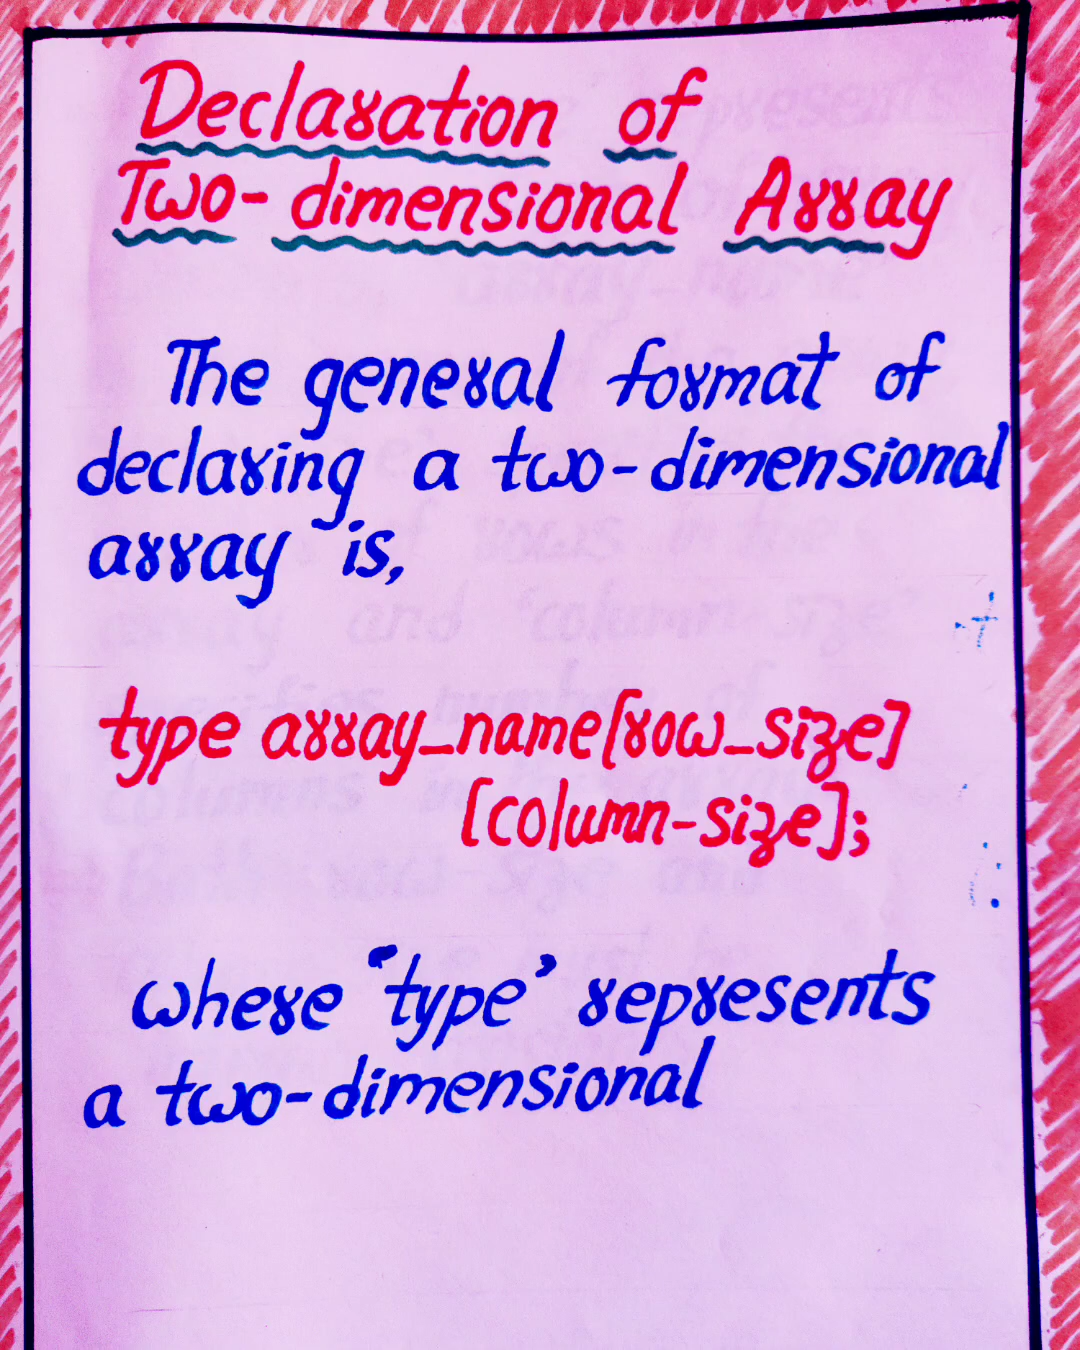 Declaration of
Two-dimensional Array
The general format of
declaring a two-dimensional
array is,
type array_name[row_size]
[column-size];
where 'type' represents
a two-dimensional